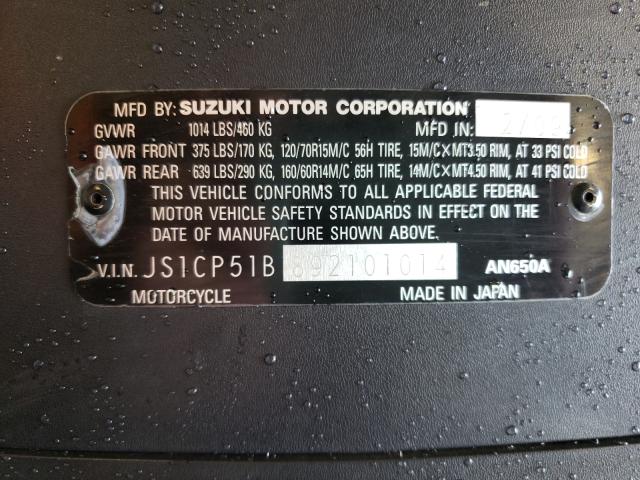 MFD BY: SUZUKI MOTOR CORPORATION
GVWR 1014 LBS/460 KG MFD IN: 2/09
GAWR FRONT 375 LBS/170 KG, 120/70R15M/C 56H TIRE, 15M/C×MT3.50 RIM, AT 33 PSI COLD
GAWR REAR 639 LBS/290 KG, 160/60R14M/C 65H TIRE, 14M/C×MT4.50 RIM, AT 41 PSI COLD
THIS VEHICLE CONFORMS TO ALL APPLICABLE FEDERAL
MOTOR VEHICLE SAFETY STANDARDS IN EFFECT ON THE
DATE OF MANUFACTURE SHOWN ABOVE.
V.I.N. JS1CP51B892101014 AN650A
MOTORCYCLE MADE IN JAPAN